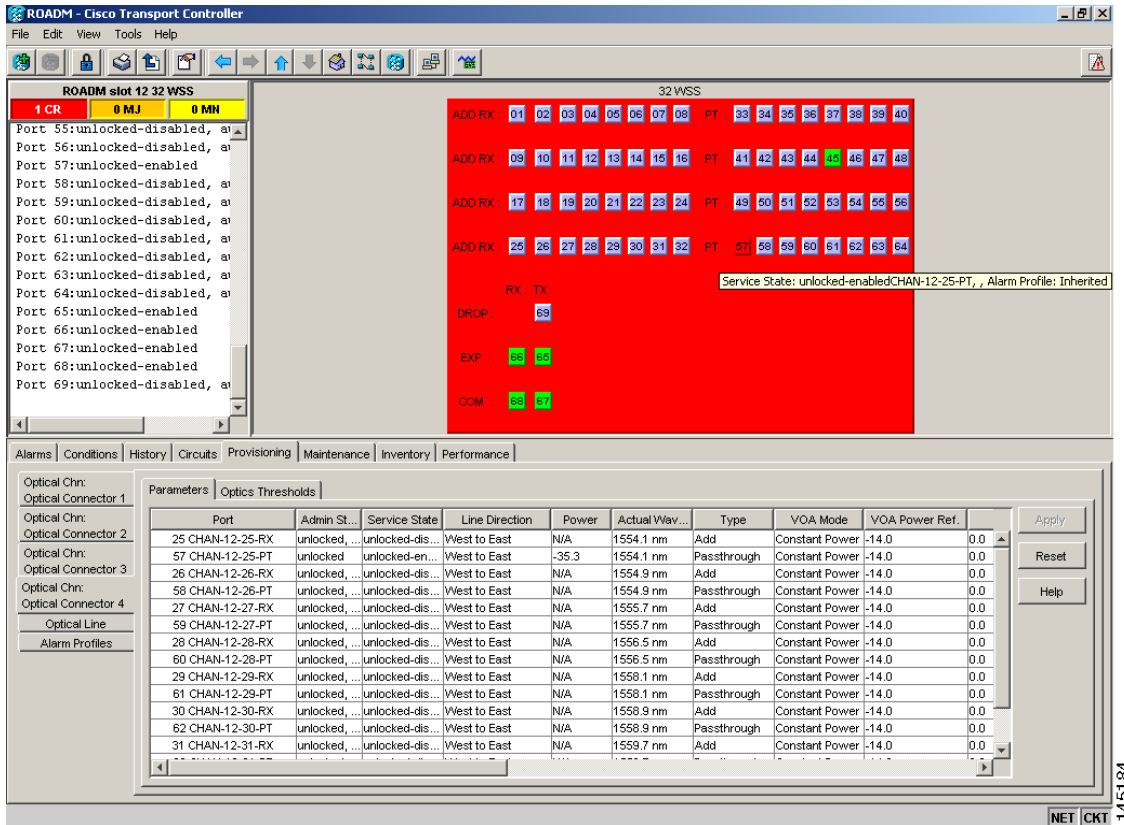 ROADM - Cisco Transport Controller
File Edit View Tools Help
ROADM slot 12 32 WSS
1 CR 0 MJ 0 MN
Port 55:unlocked-disabled, au
Port 56:unlocked-disabled, au
Port 57:unlocked-enabled
Port 58:unlocked-disabled, au
Port 59:unlocked-disabled, au
Port 60:unlocked-disabled, au
Port 61:unlocked-disabled, au
Port 62:unlocked-disabled, au
Port 63:unlocked-disabled, au
Port 64:unlocked-disabled, au
Port 65:unlocked-enabled
Port 66:unlocked-enabled
Port 67:unlocked-enabled
Port 68:unlocked-enabled
Port 69:unlocked-disabled, au
32 WSS
ADD RX : 01 02 03 04 05 06 07 08 PT : 33 34 35 36 37 38 39 40
ADD RX : 09 10 11 12 13 14 15 16 PT : 41 42 43 44 45 46 47 48
ADD RX : 17 18 19 20 21 22 23 24 PT : 49 50 51 52 53 54 55 56
ADD RX : 25 26 27 28 29 30 31 32 PT : 57 58 59 60 61 62 63 64
Service State: unlocked-enabledCHAN-12-25-PT, , Alarm Profile: Inherited
RX : TX :
DROP : 69
EXP : 66 65
COM : 68 67
Alarms Conditions History Circuits Provisioning Maintenance Inventory Performance
Optical Chn:
Optical Connector 1
Optical Chn:
Optical Connector 2
Optical Chn:
Optical Connector 3
Optical Chn:
Optical Connector 4
Optical Line
Alarm Profiles
Parameters Optics Thresholds
Port Admin St... Service State Line Direction Power Actual Wav... Type VOA Mode VOA Power Ref.
25 CHAN-12-25-RX unlocked, ... unlocked-dis... West to East N/A 1554.1 nm Add Constant Power -14.0 0.0
57 CHAN-12-25-PT unlocked unlocked-en... West to East -35.3 1554.1 nm Passthrough Constant Power -14.0 0.0
26 CHAN-12-26-RX unlocked, ... unlocked-dis... West to East N/A 1554.9 nm Add Constant Power -14.0 0.0
58 CHAN-12-26-PT unlocked, ... unlocked-dis... West to East N/A 1554.9 nm Passthrough Constant Power -14.0 0.0
27 CHAN-12-27-RX unlocked, ... unlocked-dis... West to East N/A 1555.7 nm Add Constant Power -14.0 0.0
59 CHAN-12-27-PT unlocked, ... unlocked-dis... West to East N/A 1555.7 nm Passthrough Constant Power -14.0 0.0
28 CHAN-12-28-RX unlocked, ... unlocked-dis... West to East N/A 1556.5 nm Add Constant Power -14.0 0.0
60 CHAN-12-28-PT unlocked, ... unlocked-dis... West to East N/A 1556.5 nm Passthrough Constant Power -14.0 0.0
29 CHAN-12-29-RX unlocked, ... unlocked-dis... West to East N/A 1558.1 nm Add Constant Power -14.0 0.0
61 CHAN-12-29-PT unlocked, ... unlocked-dis... West to East N/A 1558.1 nm Passthrough Constant Power -14.0 0.0
30 CHAN-12-30-RX unlocked, ... unlocked-dis... West to East N/A 1558.9 nm Add Constant Power -14.0 0.0
62 CHAN-12-30-PT unlocked, ... unlocked-dis... West to East N/A 1558.9 nm Passthrough Constant Power -14.0 0.0
31 CHAN-12-31-RX unlocked, ... unlocked-dis... West to East N/A 1559.7 nm Add Constant Power -14.0 0.0
Apply
Reset
Help
NET CKT
145184